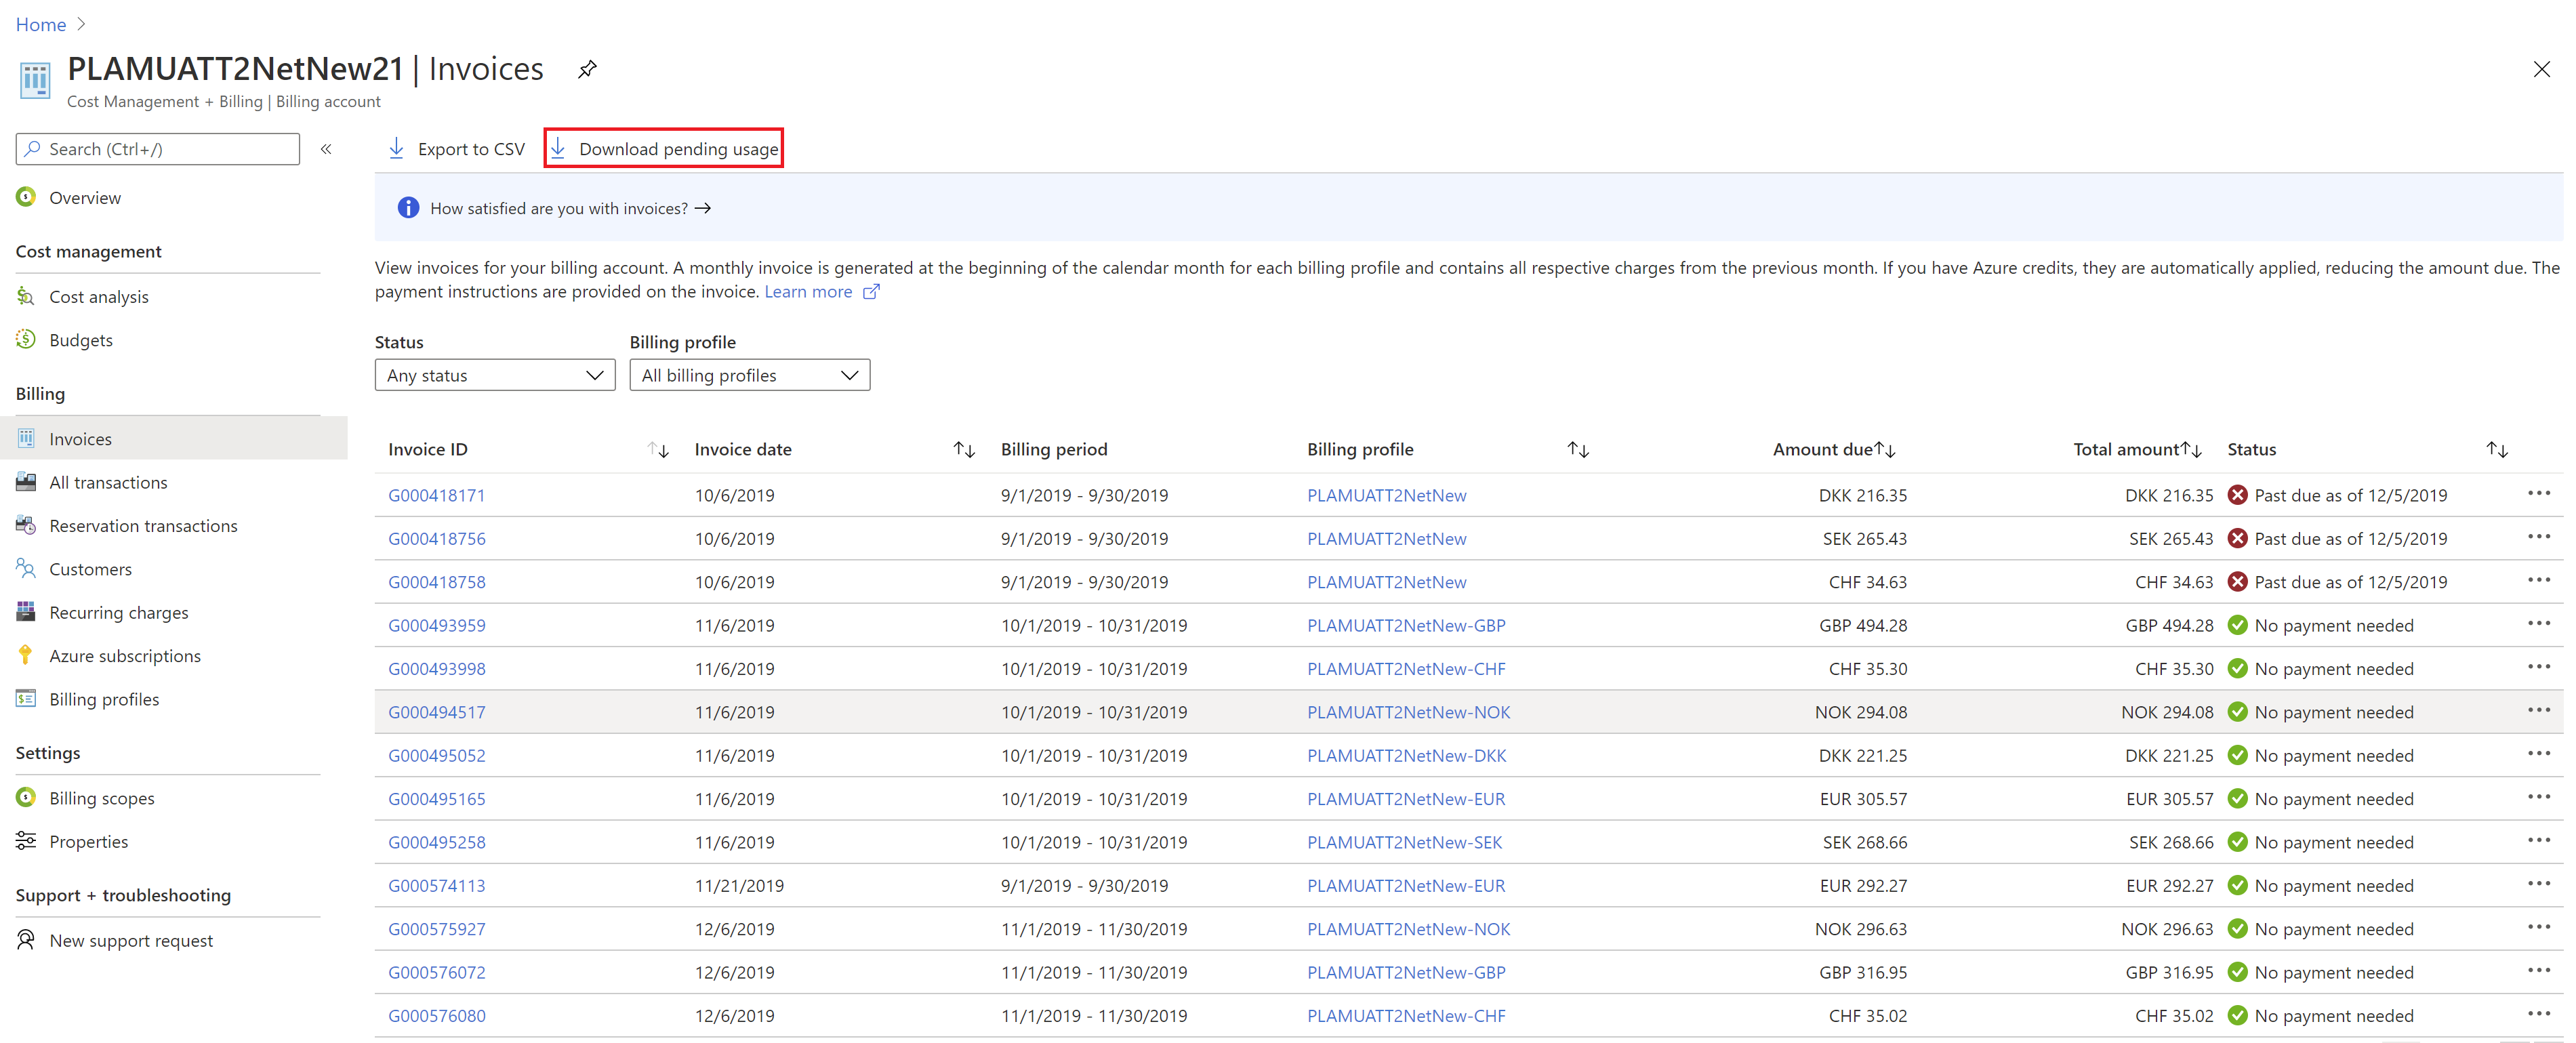 Home
PLAMUATT2NetNew21 | Invoices
Cost Management + Billing | Billing account
Search (Ctrl+/)
«
Overview
Cost management
Cost analysis
Budgets
Billing
Invoices
All transactions
Reservation transactions
Customers
Recurring charges
Azure subscriptions
Billing profiles
Settings
Billing scopes
Properties
Support + troubleshooting
New support request
Export to CSV Download pending usage
How satisfied are you with invoices? →
View invoices for your billing account. A monthly invoice is generated at the beginning of the calendar month for each billing profile and contains all respective charges from the previous month. If you have Azure credits, they are automatically applied, reducing the amount due. The
payment instructions are provided on the invoice. Learn more
Status Billing profile
Any status All billing profiles
Invoice ID Invoice date Billing period Billing profile Amount due Total amount Status
G000418171 10/6/2019 9/1/2019 - 9/30/2019 PLAMUATT2NetNew DKK 216.35 DKK 216.35 Past due as of 12/5/2019
G000418756 10/6/2019 9/1/2019 - 9/30/2019 PLAMUATT2NetNew SEK 265.43 SEK 265.43 Past due as of 12/5/2019
G000418758 10/6/2019 9/1/2019 - 9/30/2019 PLAMUATT2NetNew CHF 34.63 CHF 34.63 Past due as of 12/5/2019
G000493959 11/6/2019 10/1/2019 - 10/31/2019 PLAMUATT2NetNew-GBP GBP 494.28 GBP 494.28 No payment needed
G000493998 11/6/2019 10/1/2019 - 10/31/2019 PLAMUATT2NetNew-CHF CHF 35.30 CHF 35.30 No payment needed
G000494517 11/6/2019 10/1/2019 - 10/31/2019 PLAMUATT2NetNew-NOK NOK 294.08 NOK 294.08 No payment needed
G000495052 11/6/2019 10/1/2019 - 10/31/2019 PLAMUATT2NetNew-DKK DKK 221.25 DKK 221.25 No payment needed
G000495165 11/6/2019 10/1/2019 - 10/31/2019 PLAMUATT2NetNew-EUR EUR 305.57 EUR 305.57 No payment needed
G000495258 11/6/2019 10/1/2019 - 10/31/2019 PLAMUATT2NetNew-SEK SEK 268.66 SEK 268.66 No payment needed
G000574113 11/21/2019 9/1/2019 - 9/30/2019 PLAMUATT2NetNew-EUR EUR 292.27 EUR 292.27 No payment needed
G000575927 12/6/2019 11/1/2019 - 11/30/2019 PLAMUATT2NetNew-NOK NOK 296.63 NOK 296.63 No payment needed
G000576072 12/6/2019 11/1/2019 - 11/30/2019 PLAMUATT2NetNew-GBP GBP 316.95 GBP 316.95 No payment needed
G000576080 12/6/2019 11/1/2019 - 11/30/2019 PLAMUATT2NetNew-CHF CHF 35.02 CHF 35.02 No payment needed